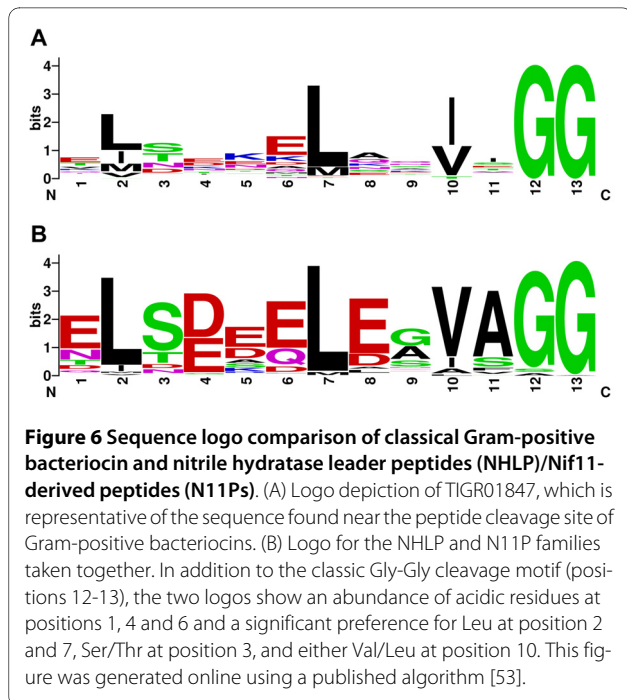 A
bits
4
3
2
1
0
N
1
2
3
4
5
6
7
8
9
10
11
12
13
C
L
S
E
L
A
I
V
GG
B
bits
4
3
2
1
0
N
1
2
3
4
5
6
7
8
9
10
11
12
13
C
E
L
S
D
E
E
E
L
E
G
V
A
GG
Figure 6 Sequence logo comparison of classical Gram-positive
bacteriocin and nitrile hydratase leader peptides (NHLP)/Nif11-
derived peptides (N11Ps). (A) Logo depiction of TIGR01847, which is
representative of the sequence found near the peptide cleavage site of
Gram-positive bacteriocins. (B) Logo for the NHLP and N11P families
taken together. In addition to the classic Gly-Gly cleavage motif (posi-
tions 12-13), the two logos show an abundance of acidic residues at
positions 1, 4 and 6 and a significant preference for Leu at position 2
and 7, Ser/Thr at position 3, and either Val/Leu at position 10. This fig-
ure was generated online using a published algorithm [53].